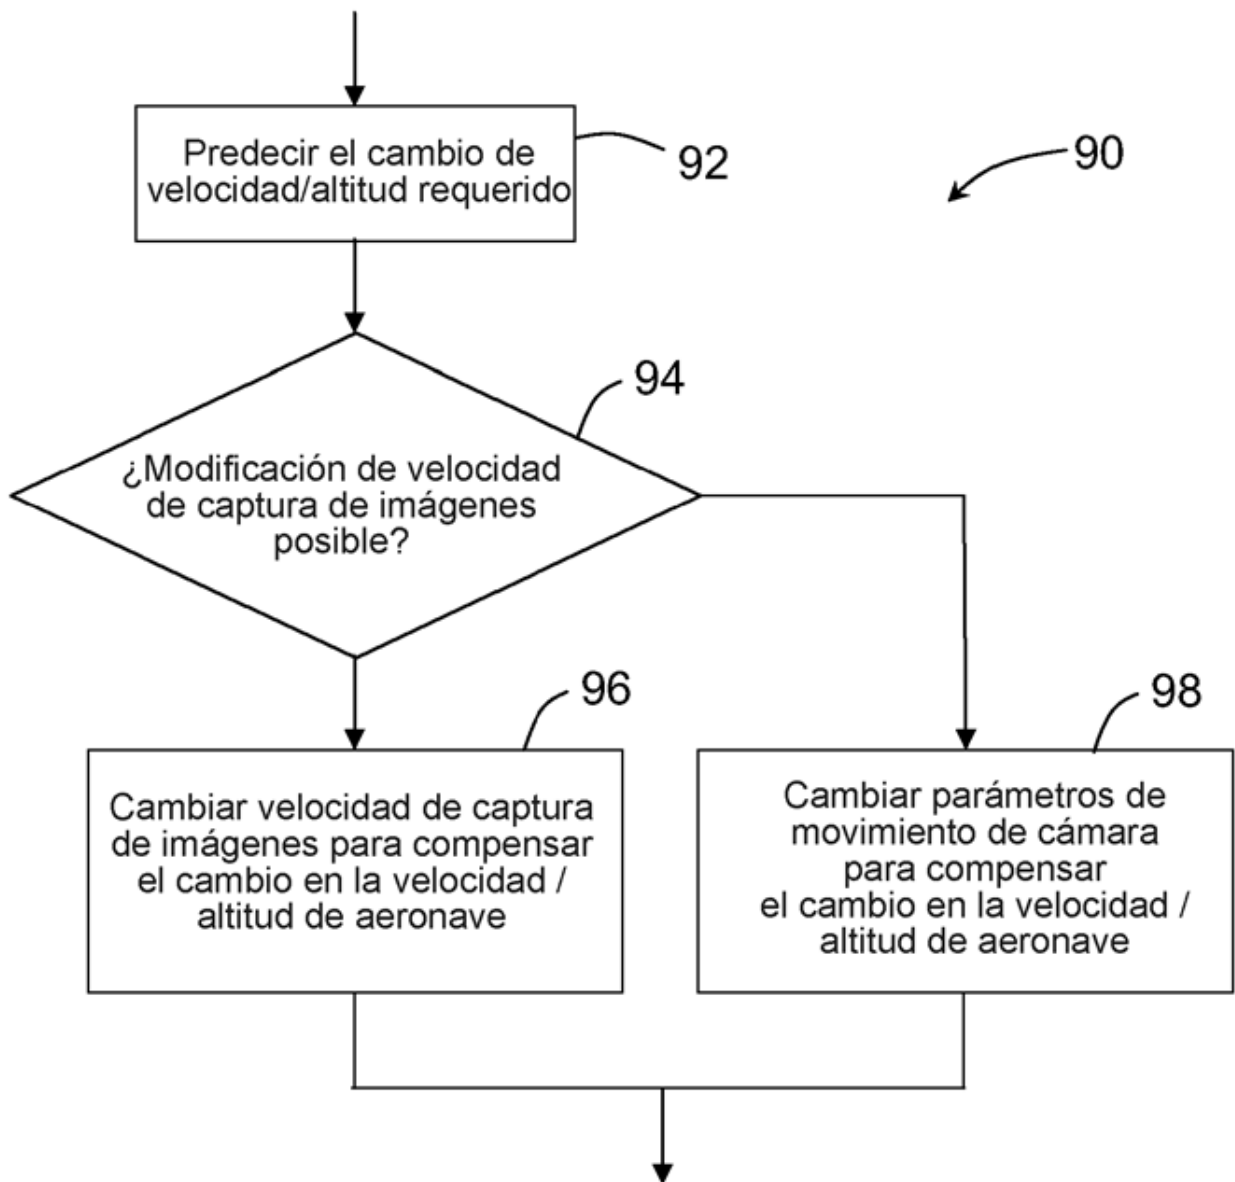 Predecir el cambio de
velocidad/altitud requerido
92
90
94
¿Modificación de velocidad
de captura de imágenes
posible?
96
Cambiar velocidad de captura
de imágenes para compensar
el cambio en la velocidad /
altitud de aeronave
98
Cambiar parámetros de
movimiento de cámara
para compensar
el cambio en la velocidad /
altitud de aeronave